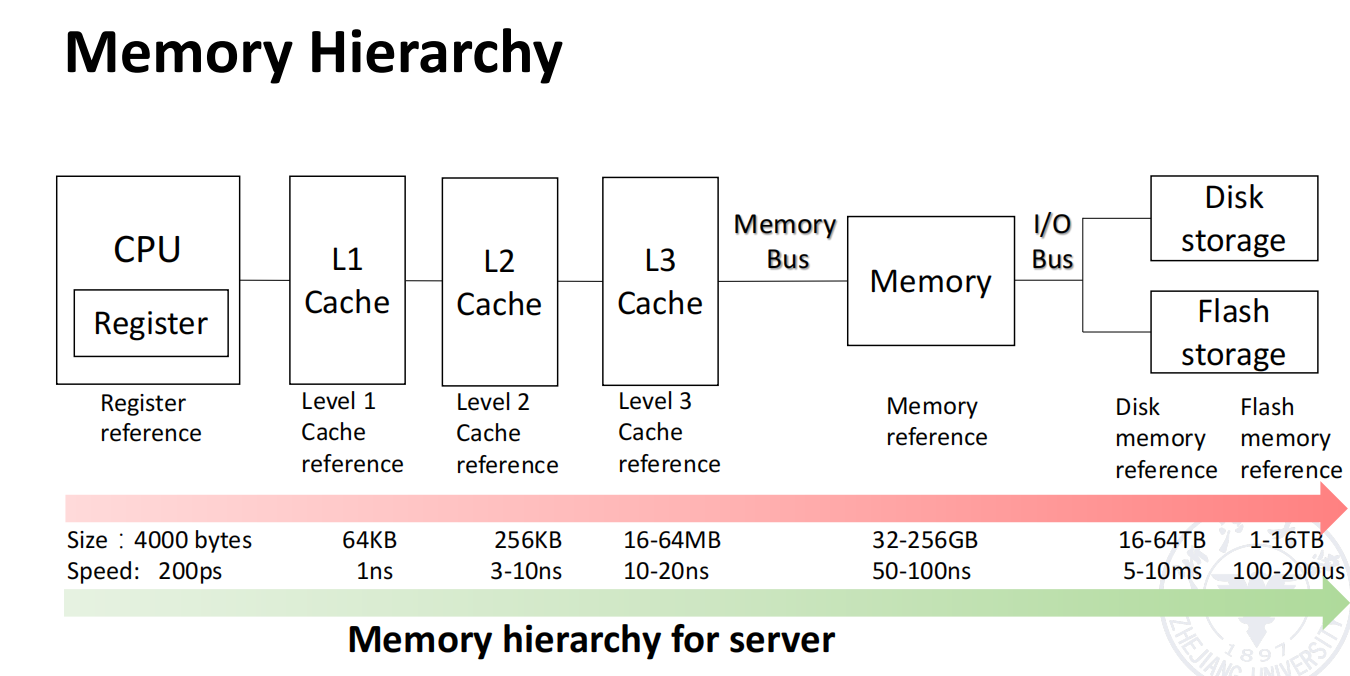 Memory Hierarchy
CPU
Register
L1
Cache
L2
Cache
L3
Cache
Memory
Bus
Memory
I/O
Bus
Disk
storage
Flash
storage
Register
reference
Level 1
Cache
reference
Level 2
Cache
reference
Level 3
Cache
reference
Memory
reference
Disk
memory
reference
Flash
memory
reference
Size：4000 bytes 64KB 256KB 16-64MB 32-256GB 16-64TB 1-16TB
Speed: 200ps 1ns 3-10ns 10-20ns 50-100ns 5-10ms 100-200us
Memory hierarchy for server
1897
ZHEJIANG UNIVERSITY